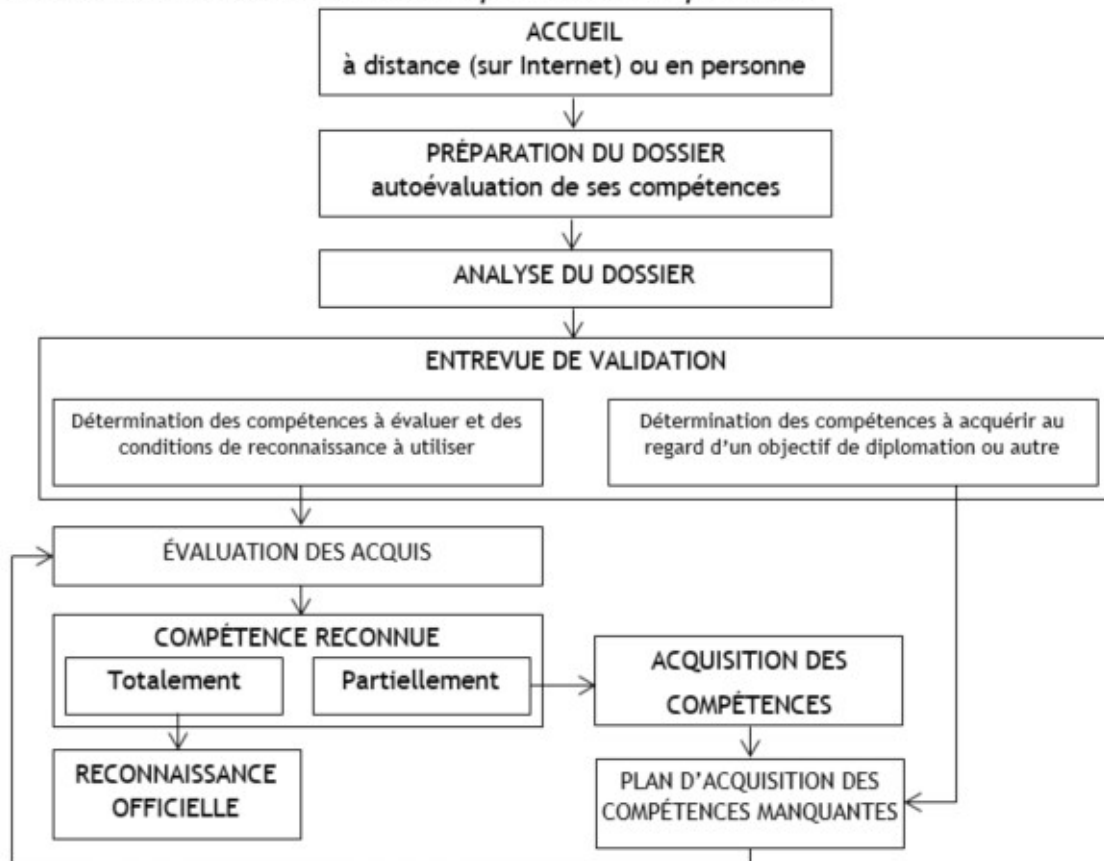 ACCUEIL
à distance (sur Internet) ou en personne
PRÉPARATION DU DOSSIER
autoévaluation de ses compétences
ANALYSE DU DOSSIER
ENTREVUE DE VALIDATION
Détermination des compétences à évaluer et des
conditions de reconnaissance à utiliser
Détermination des compétences à acquérir au
regard d'un objectif de diplomation ou autre
ÉVALUATION DES ACQUIS
COMPÉTENCE RECONNUE
Totalement
Partiellement
ACQUISITION DES
COMPÉTENCES
RECONNAISSANCE
OFFICIELLE
PLAN D'ACQUISITION DES
COMPÉTENCES MANQUANTES